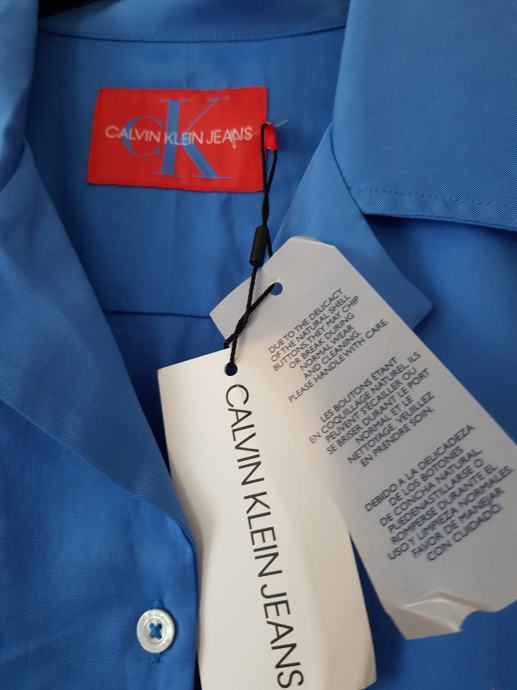 CALVIN KLEIN JEANS
CK
DUE TO THE DELICACY
OF THE NATURAL SHELL
BUTTONS, THEY MAY CHIP
OR BREAK DURING
NORMAL WEAR
AND CLEANING.
PLEASE HANDLE WITH CARE.
LES BOUTONS ÉTANT
EN COQUILLAGE NATUREL, ILS
PEUVENT S'ÉCAILLER OU
SE BRISER DURANT LE PORT
NORMAL ET LE
NETTOYAGE. VEUILLEZ
EN PRENDRE SOIN.
DEBIDO A LA DELICADEZA
DE LOS BOTONES
DE CONCHA NATURAL,
PUEDEN ASTILLARSE O
ROMPERSE DURANTE EL
USO Y LIMPIEZA NORMALES.
FAVOR DE MANEJAR
CON CUIDADO.
CALVIN KLEIN JEANS